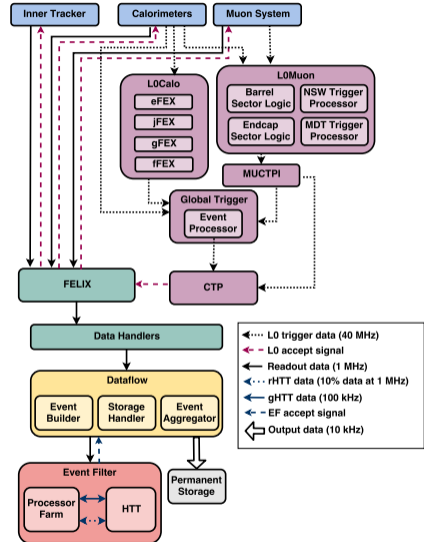 Inner Tracker
Calorimeters
Muon System
L0Calo
eFEX
jFEX
gFEX
fFEX
L0Muon
Barrel
Sector Logic
NSW Trigger
Processor
Endcap
Sector Logic
MDT Trigger
Processor
MUCTPI
Global Trigger
Event
Processor
FELIX
CTP
Data Handlers
Dataflow
Event
Builder
Storage
Handler
Event
Aggregator
Event Filter
Processor
Farm
HTT
Permanent
Storage
L0 trigger data (40 MHz)
L0 accept signal
Readout data (1 MHz)
rHTT (10% data at 1 MHz)
gHTT (100 kHz)
EF accept signal
Output data (10 kHz)